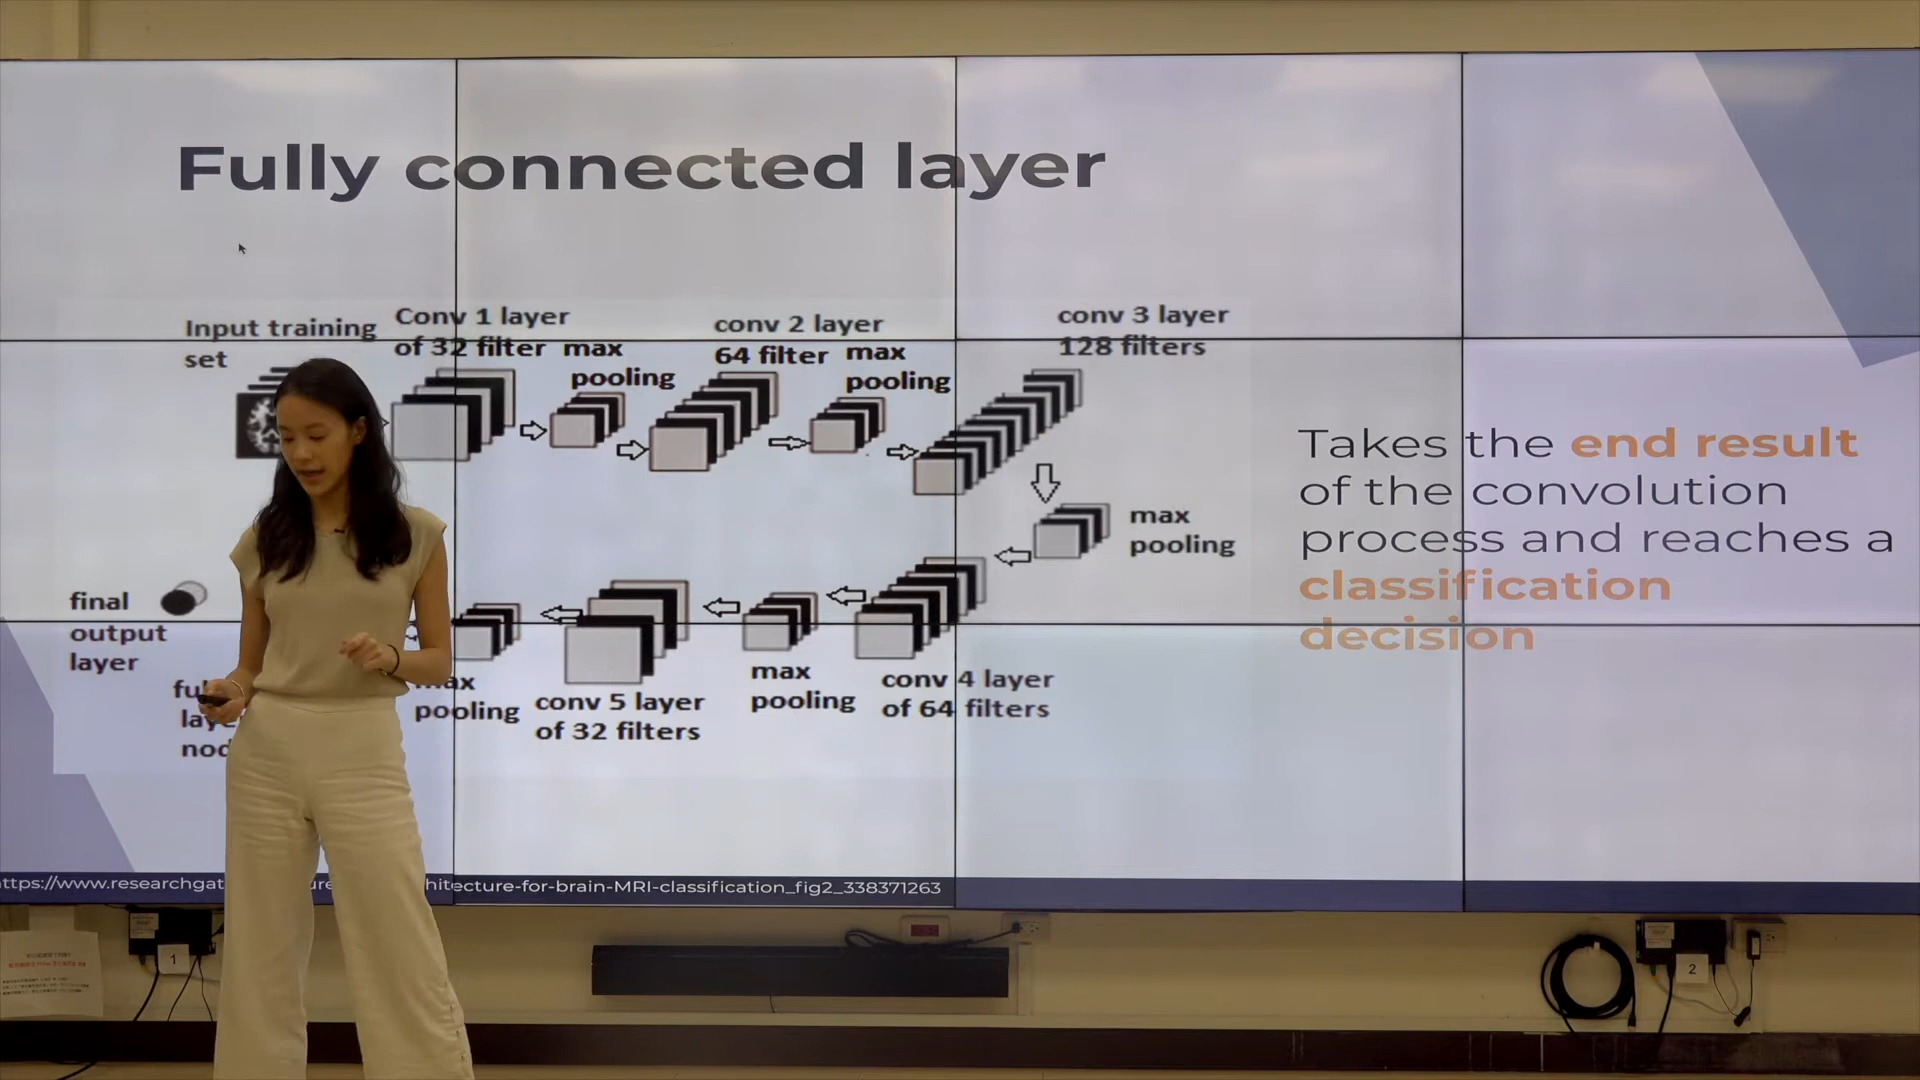 Fully connected layer
Input training
set
Conv 1 layer
of 32 filter
max
pooling
conv 2 layer
64 filter
max
pooling
conv 3 layer
128 filters
max
pooling
Takes the end result
of the convolution
process and reaches a
classification
decision
final
output
layer
pooling
conv 5 layer
of 32 filters
max
pooling
conv 4 layer
of 64 filters
hitecture-for-brain-MRI-classification_fig2_338371263
1
2